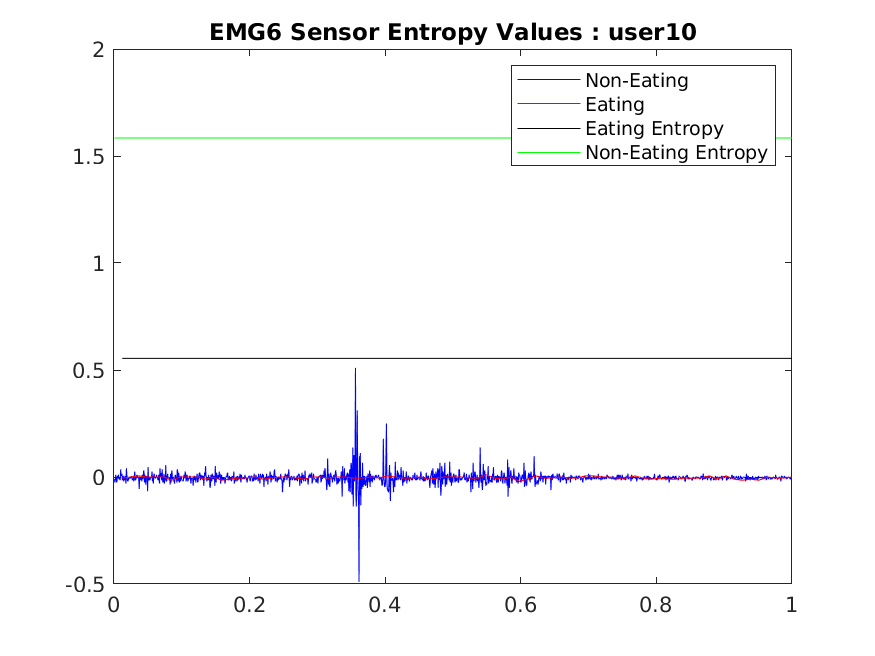 EMG6 Sensor Entropy Values : user10
2
Non-Eating
Eating
Eating Entropy
Non-Eating Entropy
1.5
1
0.5
0
-0.5
0 0.2 0.4 0.6 0.8 1